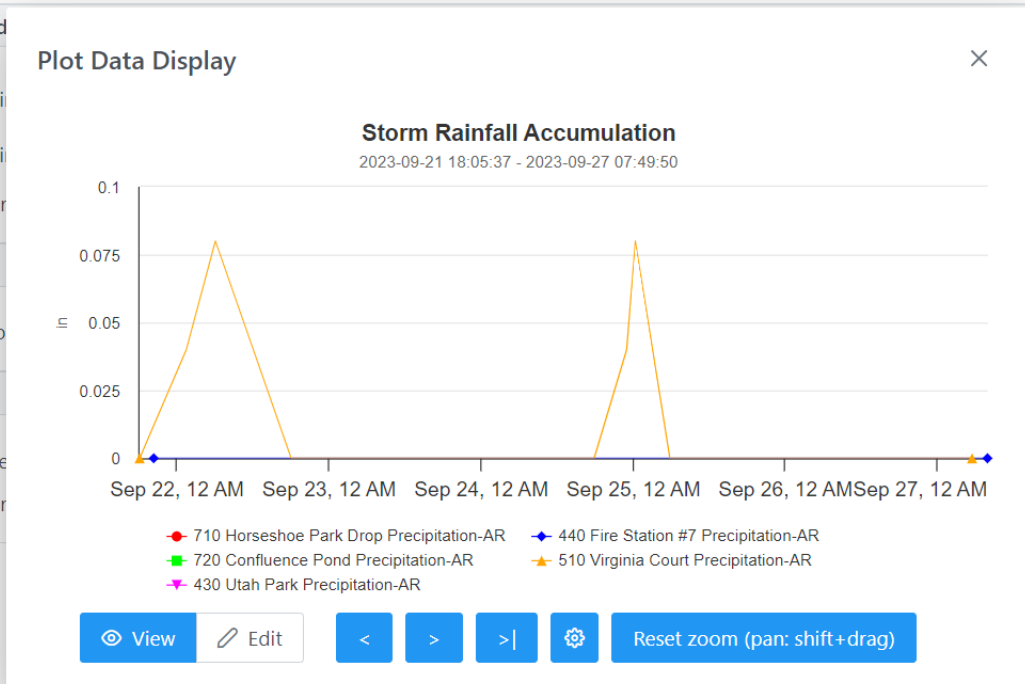 Plot Data Display
Storm Rainfall Accumulation
2023-09-21 18:05:37 - 2023-09-27 07:49:50
0.1
0.075
0.05
0.025
0
in
Sep 22, 12 AM Sep 23, 12 AM Sep 24, 12 AM Sep 25, 12 AM Sep 26, 12 AM Sep 27, 12 AM
710 Horseshoe Park Drop Precipitation-AR 440 Fire Station #7 Precipitation-AR
720 Confluence Pond Precipitation-AR 510 Virginia Court Precipitation-AR
430 Utah Park Precipitation-AR
View Edit < > >| Reset zoom (pan: shift+drag)